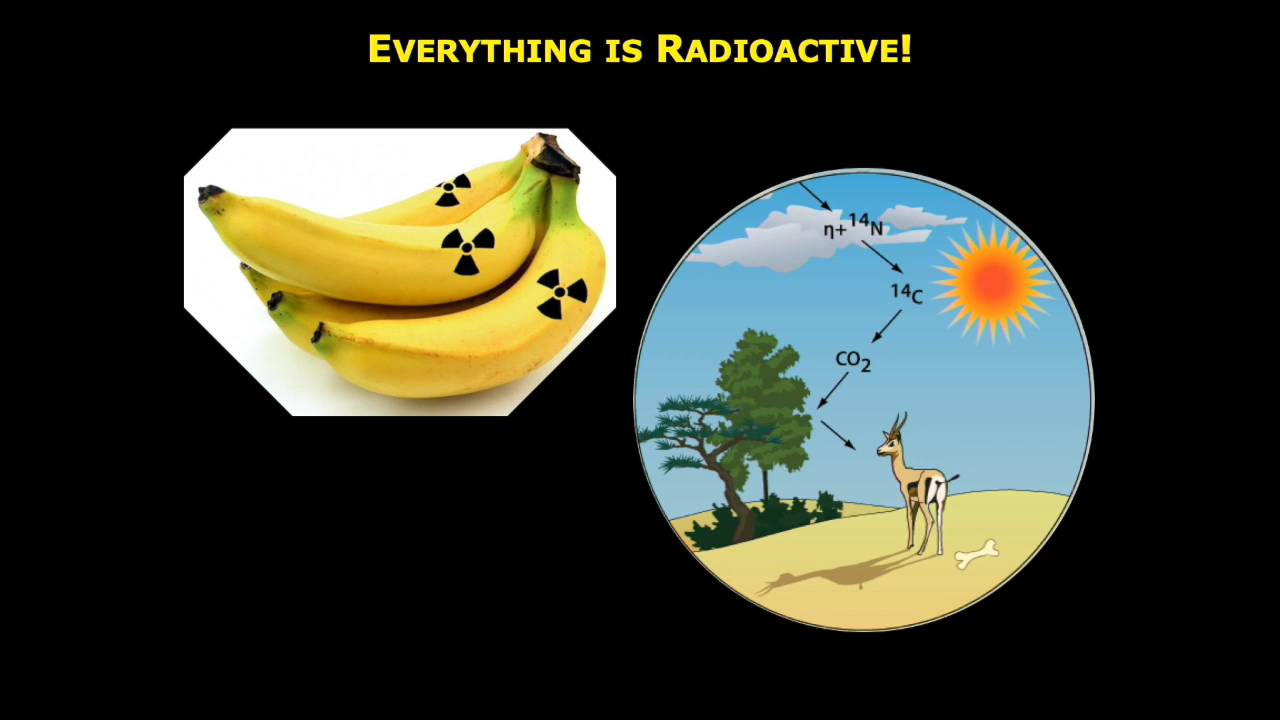 EVERYTHING IS RADIOACTIVE!
η+¹⁴N
¹⁴C
CO₂